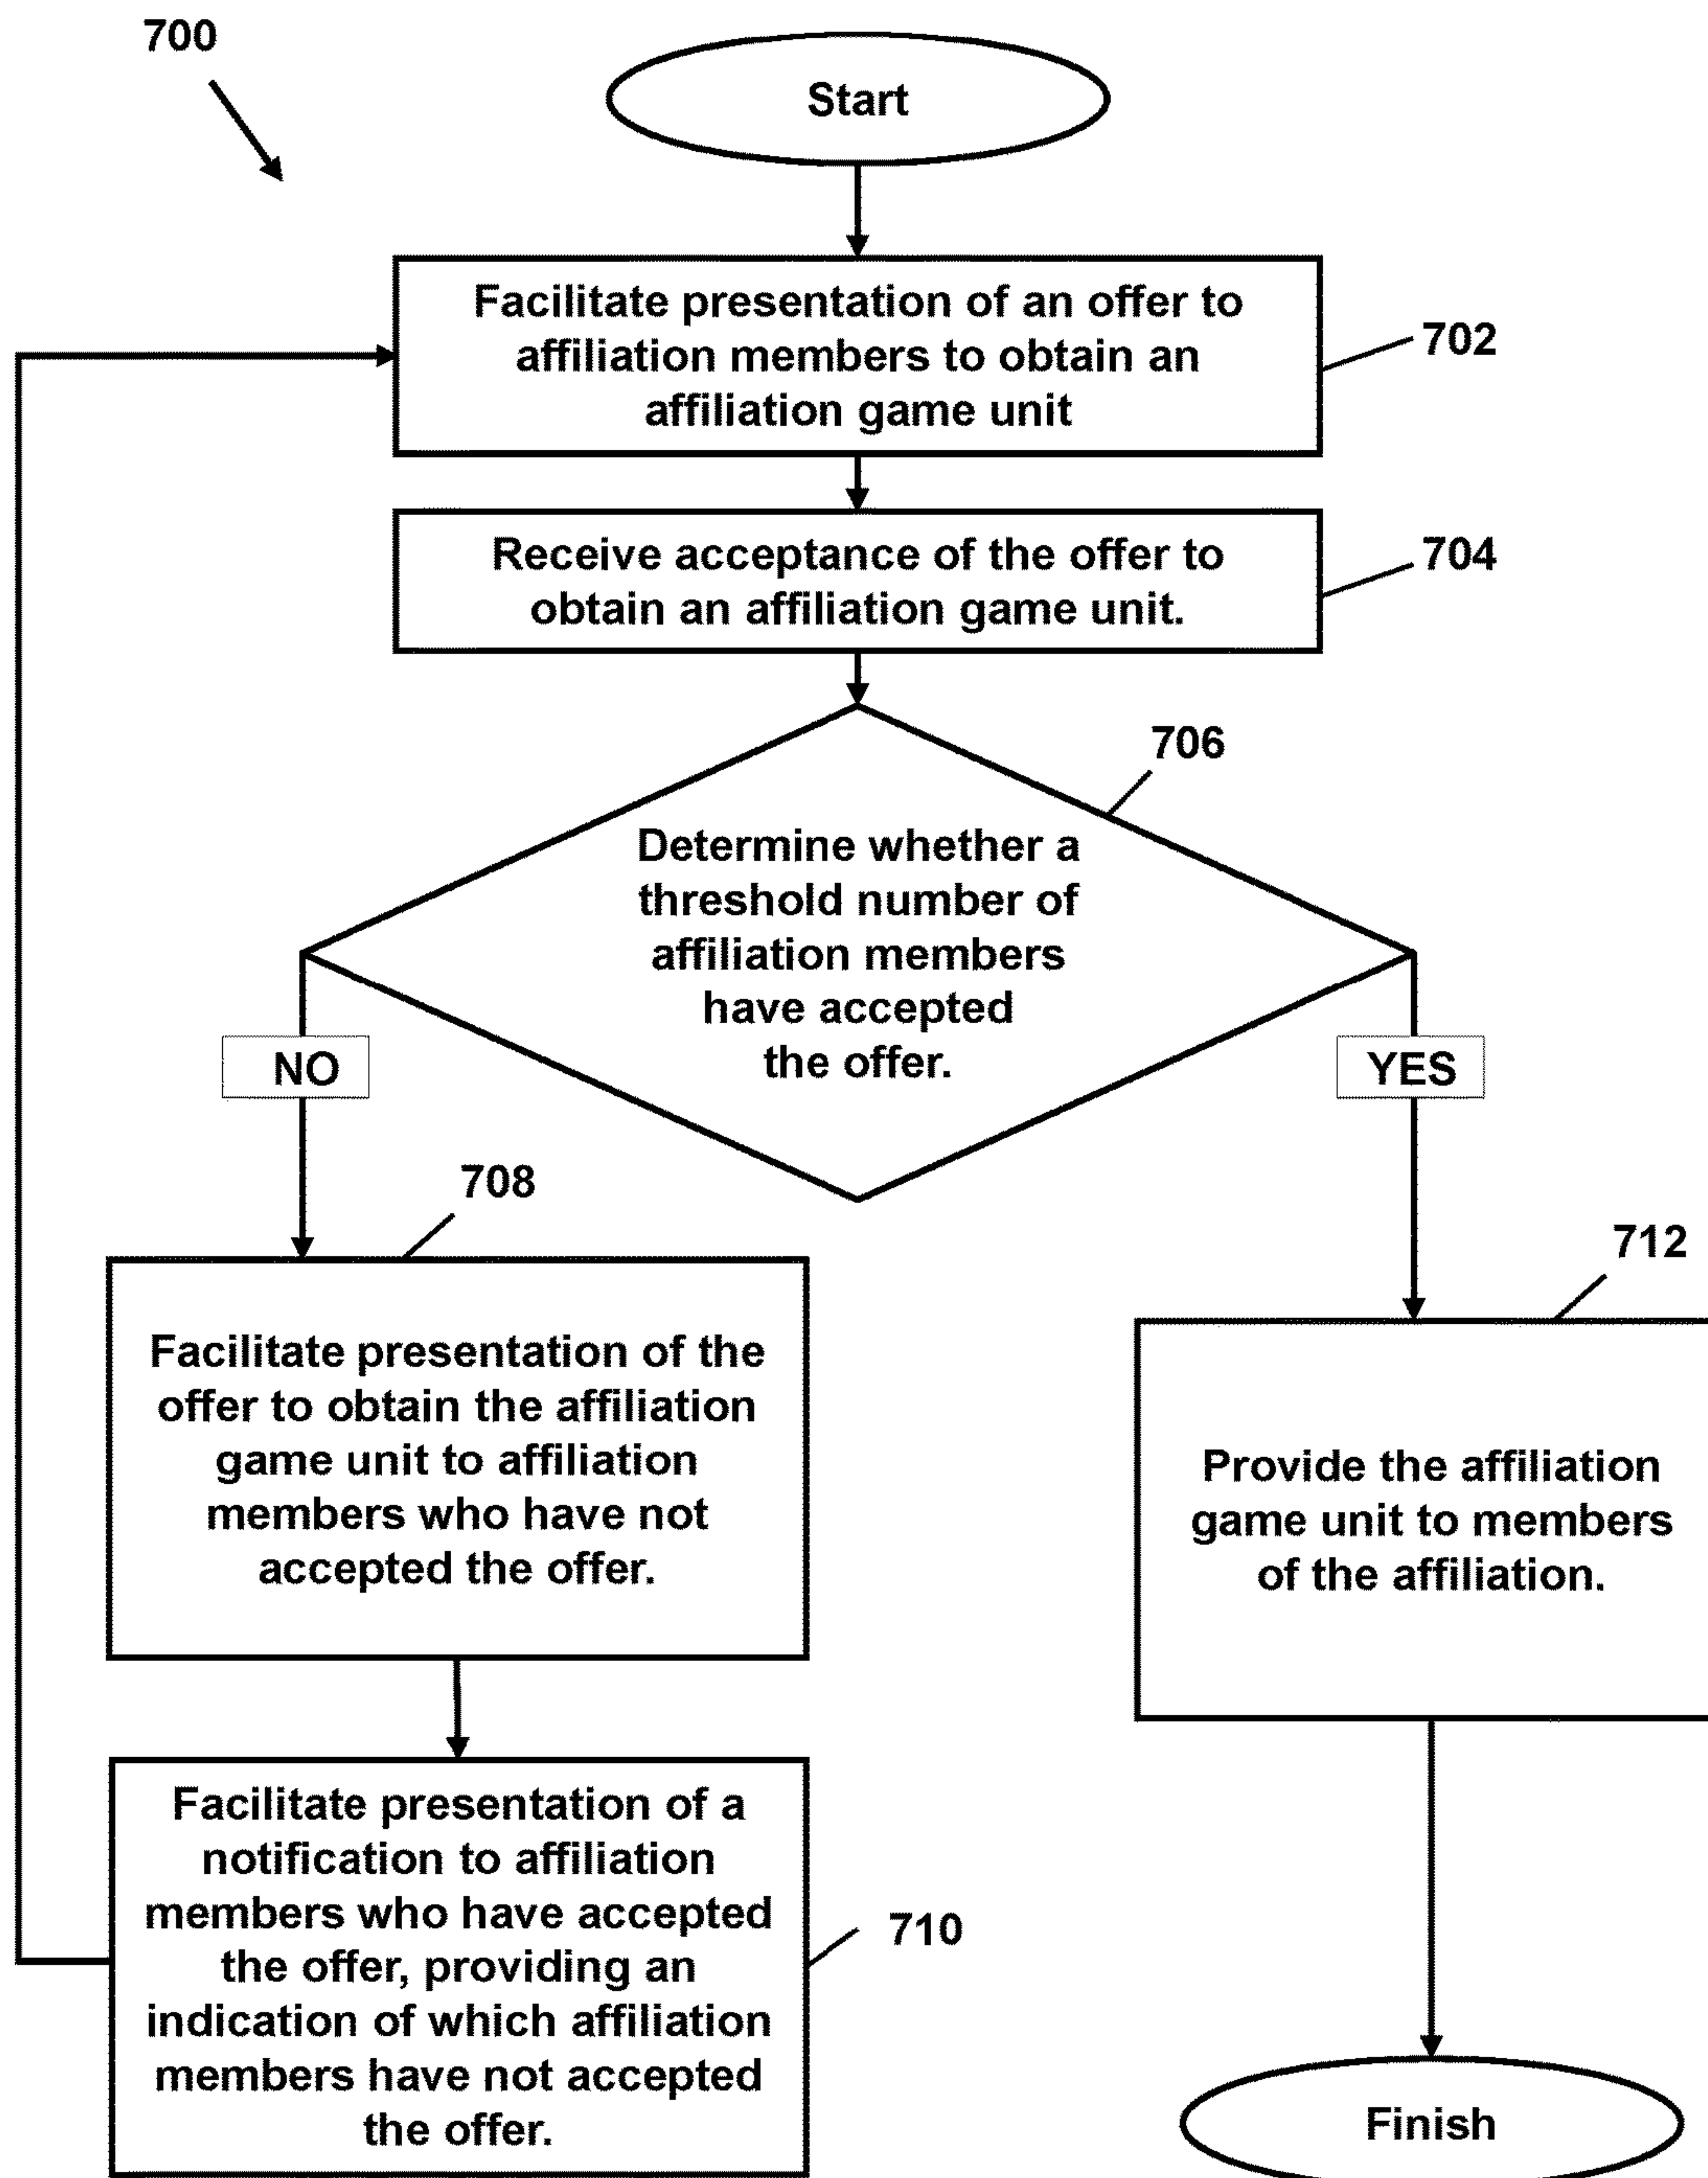 700
Start
Facilitate presentation of an offer to
affiliation members to obtain an
affiliation game unit
702
Receive acceptance of the offer to
obtain an affiliation game unit.
704
706
Determine whether a
threshold number of
affiliation members
have accepted
the offer.
NO
YES
708
Facilitate presentation of the
offer to obtain the affiliation
game unit to affiliation
members who have not
accepted the offer.
712
Provide the affiliation
game unit to members
of the affiliation.
Facilitate presentation of a
notification to affiliation
members who have accepted
the offer, providing an
indication of which affiliation
members have not accepted
the offer.
710
Finish